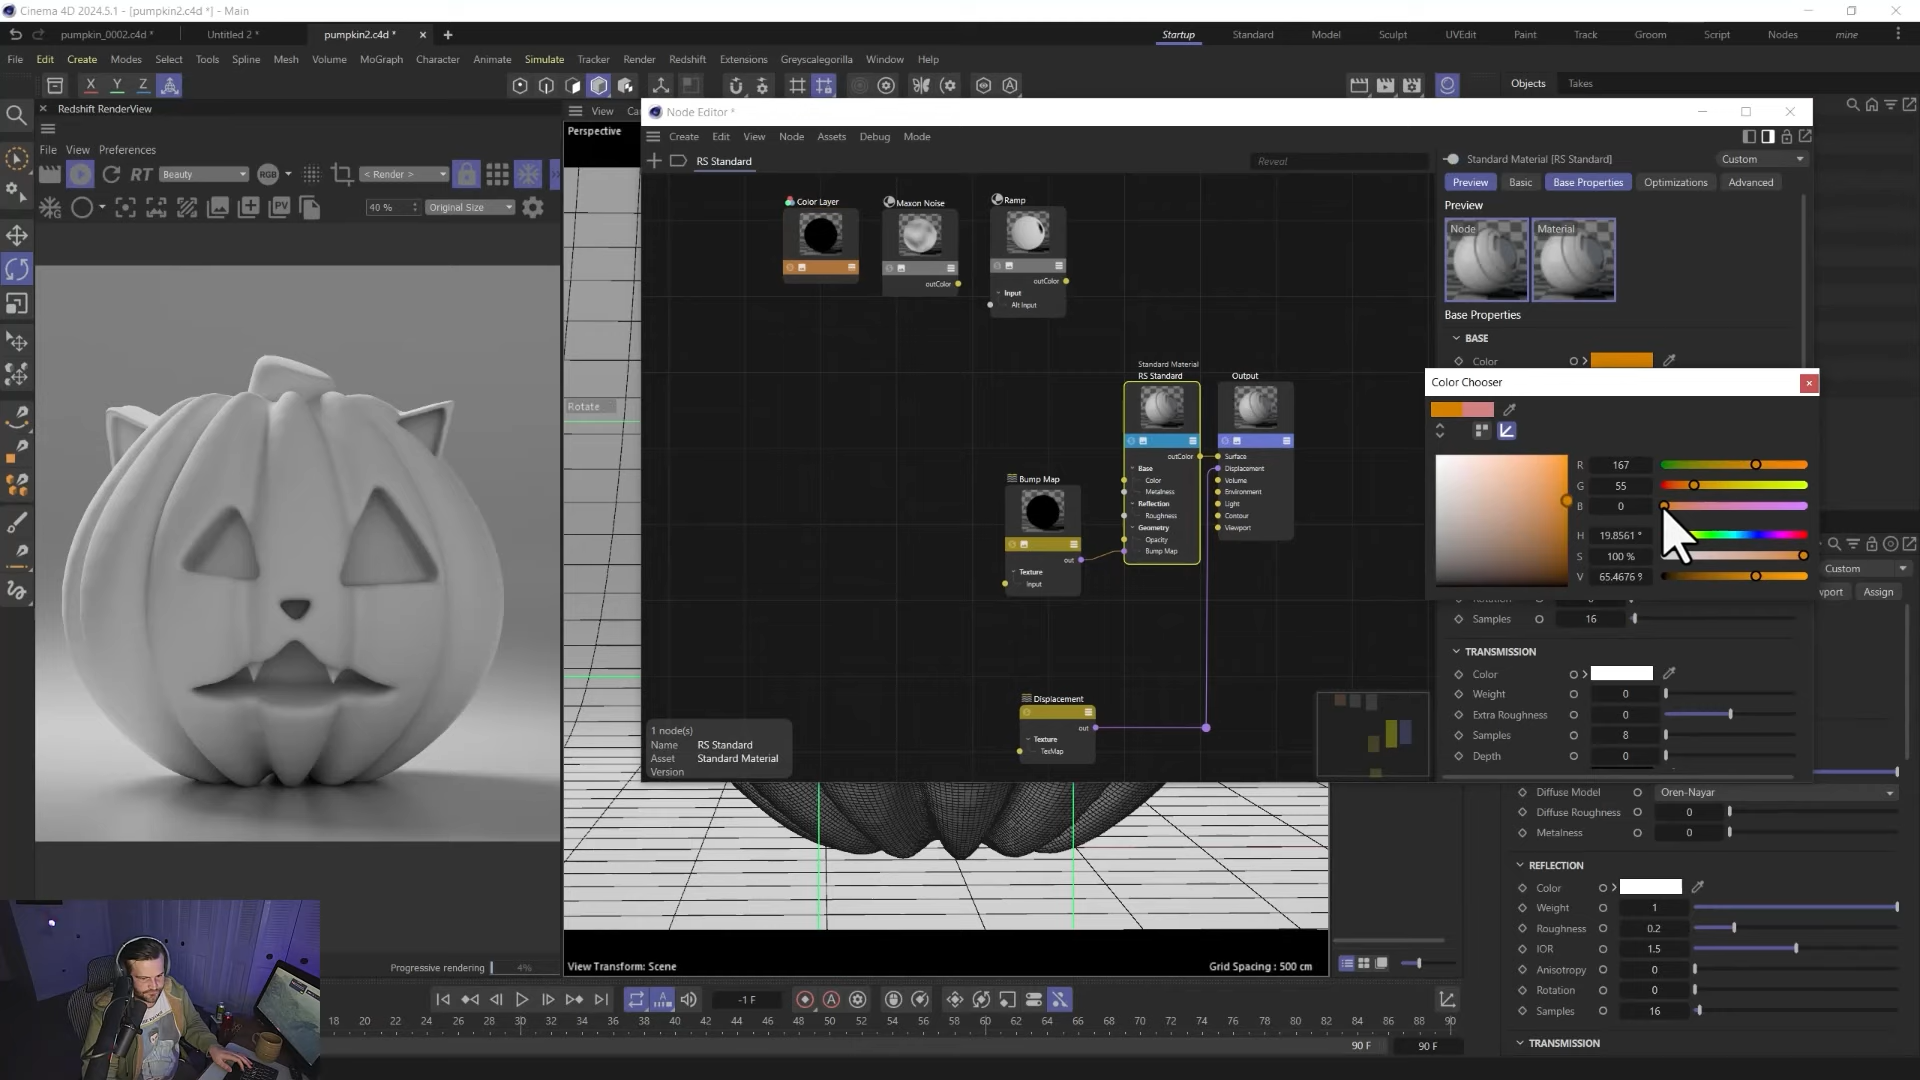 Cinema 4D 2024.5.1 - [pumpkin2.c4d *] - Main
pumpkin_0002.c4d *
Untitled 2 *
pumpkin2.c4d *
Startup
Standard
Model
Sculpt
UVEdit
Paint
Track
Groom
Script
Nodes
mine
File Edit Create Modes Select Tools Spline Mesh Volume MoGraph Character Animate Simulate Tracker Render Redshift Extensions Greyscalegorilla Window Help
X Y Z
Objects
Takes
Redshift RenderView
File View Preferences
RT
Beauty
RGB
< Render >
PV
40 %
Original Size
View
Perspective
Rotate
Node Editor *
Create Edit View Node Assets Debug Mode
RS Standard
Reveal
Color Layer
Maxon Noise
outColor
Ramp
outColor
Input
Alt Input
Standard Material
RS Standard
outColor
Base
Color
Metalness
Reflection
Roughness
Geometry
Opacity
Bump Map
Output
Surface
Displacement
Volume
Environment
Light
Contour
Viewport
Bump Map
out
Texture
Input
Displacement
out
Texture
TexMap
1 node(s)
Name RS Standard
Asset Standard Material
Version
Standard Material [RS Standard]
Custom
Preview
Basic
Base Properties
Optimizations
Advanced
Preview
Node
Material
Base Properties
BASE
Color
Color Chooser
R 167
G 55
B 0
H 19.8561 °
S 100 %
V 65.4676 %
Samples 16
TRANSMISSION
Color
Weight 0
Extra Roughness 0
Samples 8
Depth 0
Custom
Assign
Diffuse Model Oren-Nayar
Diffuse Roughness 0
Metalness 0
REFLECTION
Color
Weight 1
Roughness 0.2
IOR 1.5
Anisotropy 0
Rotation 0
Samples 16
TRANSMISSION
Progressive rendering 4%
View Transform: Scene
Grid Spacing : 500 cm
-1 F
18 20 22 24 26 28 30 32 34 36 38 40 42 44 46 48 50 52 54 56 58 60 62 64 66 68 70 72 74 76 78 80 82 84 86 88 90
90 F
90 F